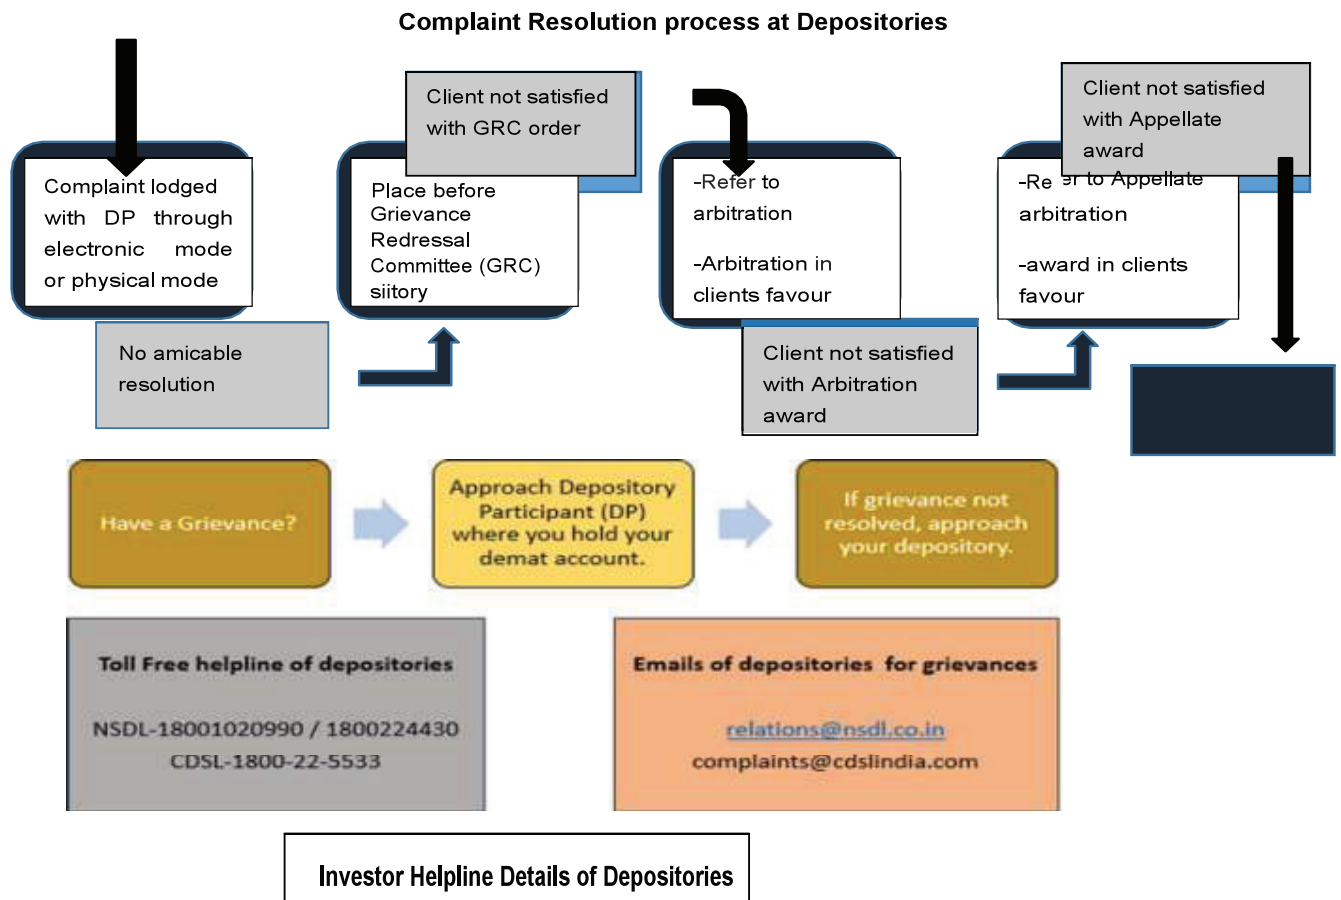 Complaint Resolution process at Depositories
Complaint lodged
with DP through
electronic mode
or physical mode
No amicable
resolution
Place before
Grievance
Redressal
Committee (GRC)
siitory
Client not satisfied
with GRC order
-Refer to
arbitration
-Arbitration in
clients favour
Client not satisfied
with Arbitration
award
-Re er to Appellate
arbitration
-award in clients
favour
Client not satisfied
with Appellate
award
Have a Grievance?
Approach Depository
Participant (DP)
where you hold your
demat account.
If grievance not
resolved, approach
your depository.
Toll Free helpline of depositories
NSDL-18001020990 / 1800224430
CDSL-1800-22-5533
Emails of depositories for grievances
relations@nsdl.co.in
complaints@cdslindia.com
Investor Helpline Details of Depositories